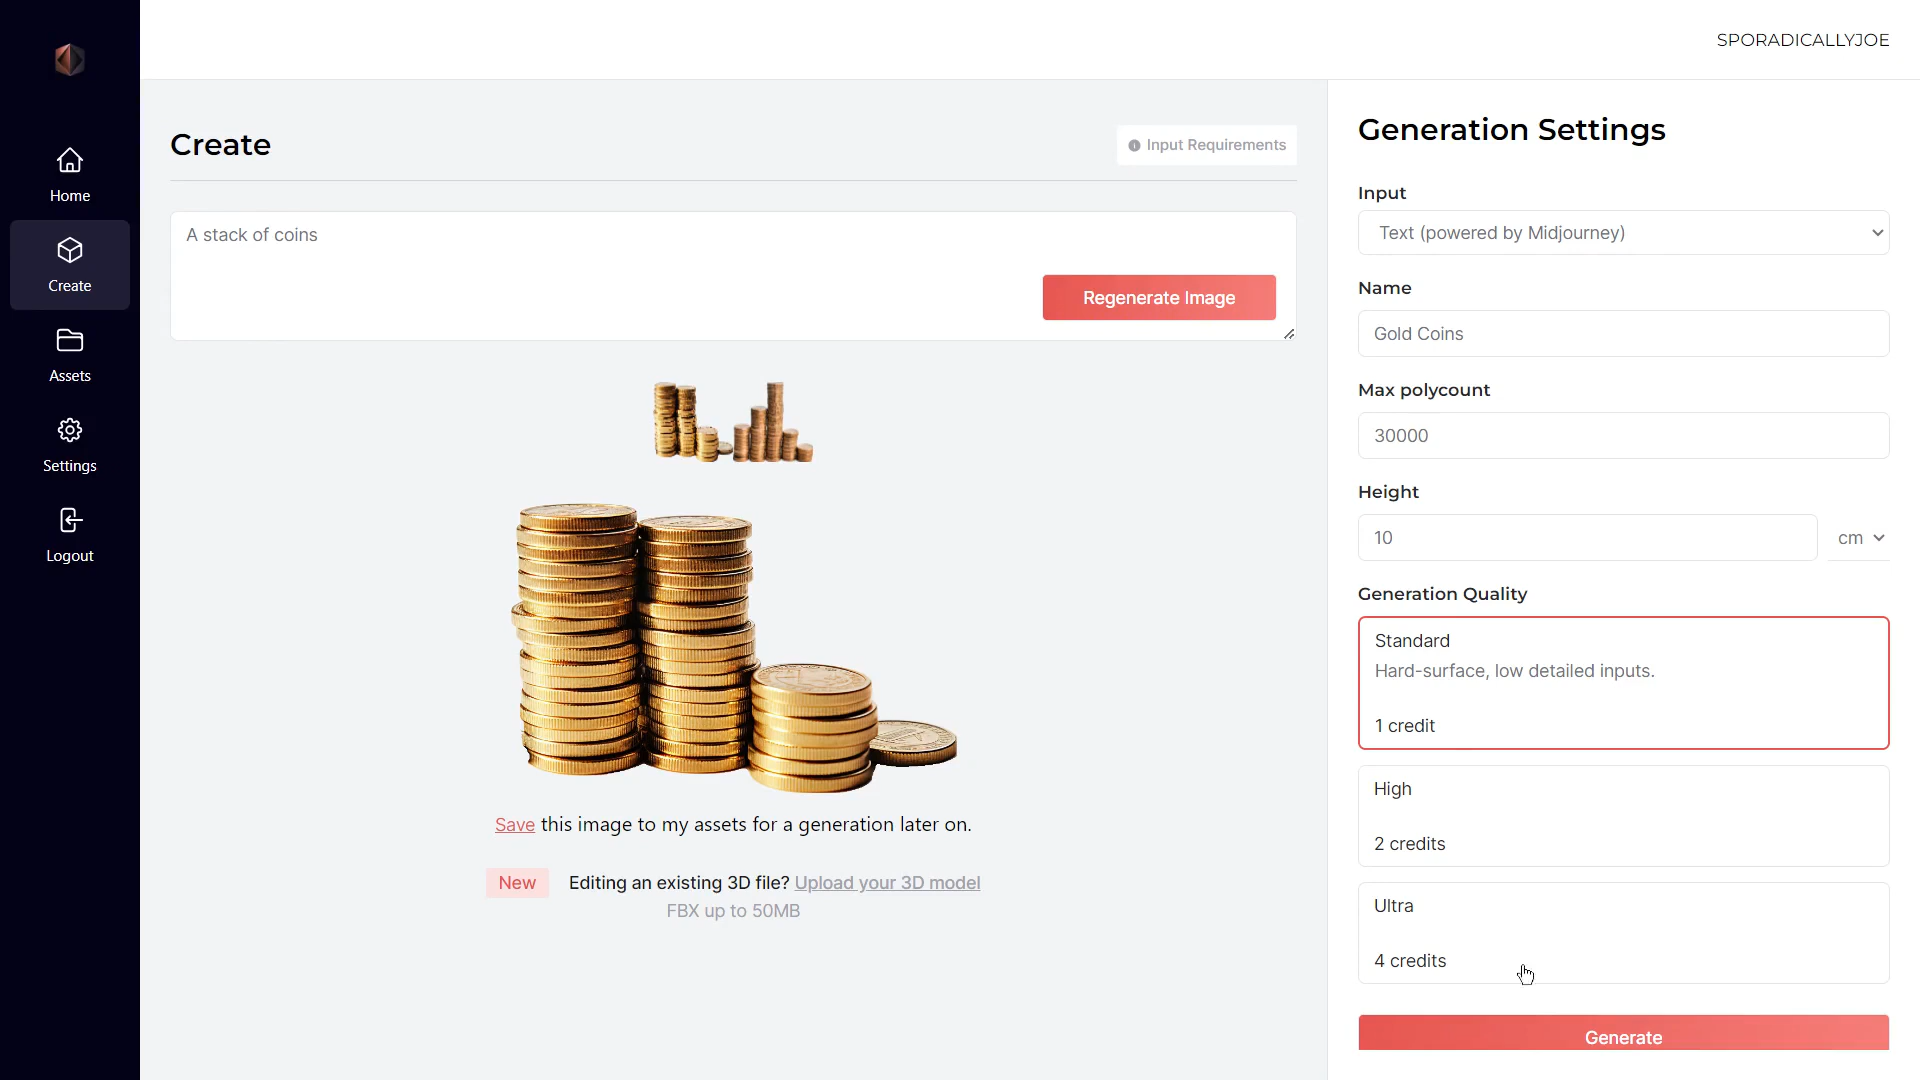 SPORADICALLYJOE
Home
Create
Assets
Settings
Logout
Create
Input Requirements
A stack of coins
Regenerate Image
Save this image to my assets for a generation later on.
New Editing an existing 3D file? Upload your 3D model
FBX up to 50MB
Generation Settings
Input
Text (powered by Midjourney)
Name
Gold Coins
Max polycount
30000
Height
10 cm
Generation Quality
Standard
Hard-surface, low detailed inputs.
1 credit
High
2 credits
Ultra
4 credits
Generate